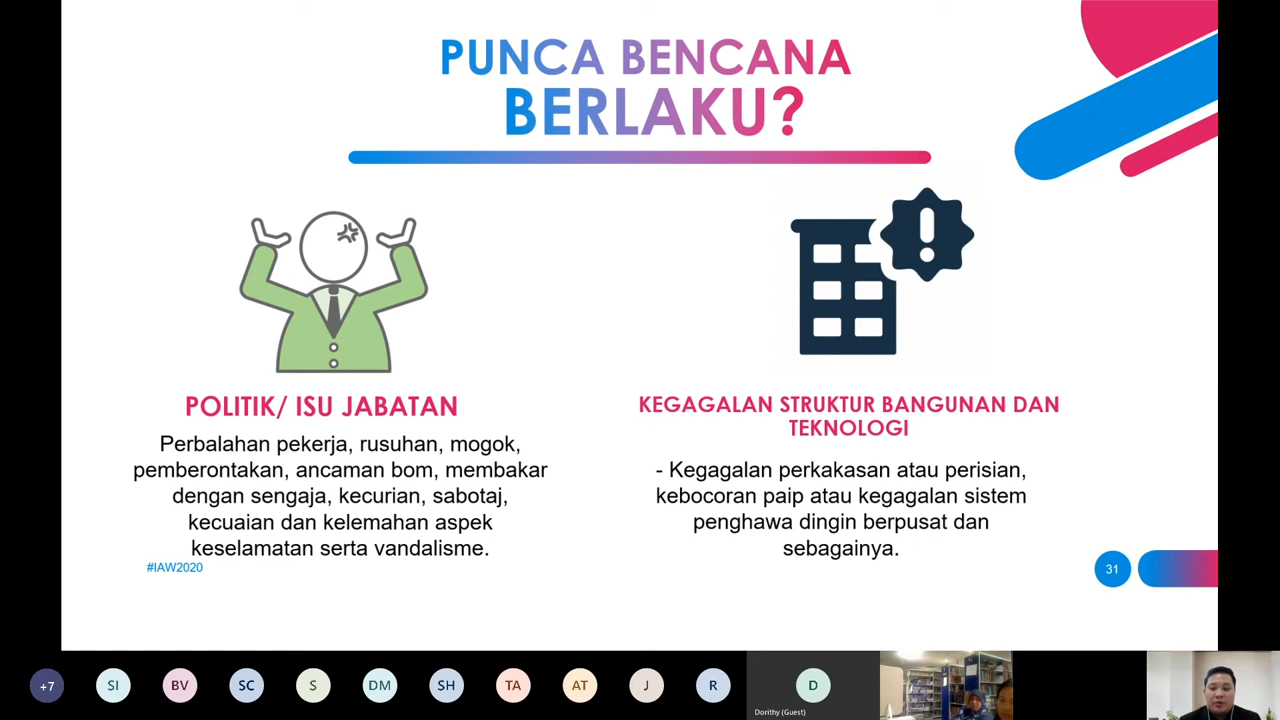 PUNCA BENCANA
BERLAKU?
POLITIK/ ISU JABATAN
Perbalahan pekerja, rusuhan, mogok,
pemberontakan, ancaman bom, membakar
dengan sengaja, kecurian, sabotaj,
kecuaian dan kelemahan aspek
keselamatan serta vandalisme.
#IAW2020
KEGAGALAN STRUKTUR BANGUNAN DAN
TEKNOLOGI
- Kegagalan perkakasan atau perisian,
kebocoran paip atau kegagalan sistem
penghawa dingin berpusat dan
sebagainya.
31
+7
SI
BV
SC
S
DM
SH
TA
AT
J
R
D
Dorithy (Guest)